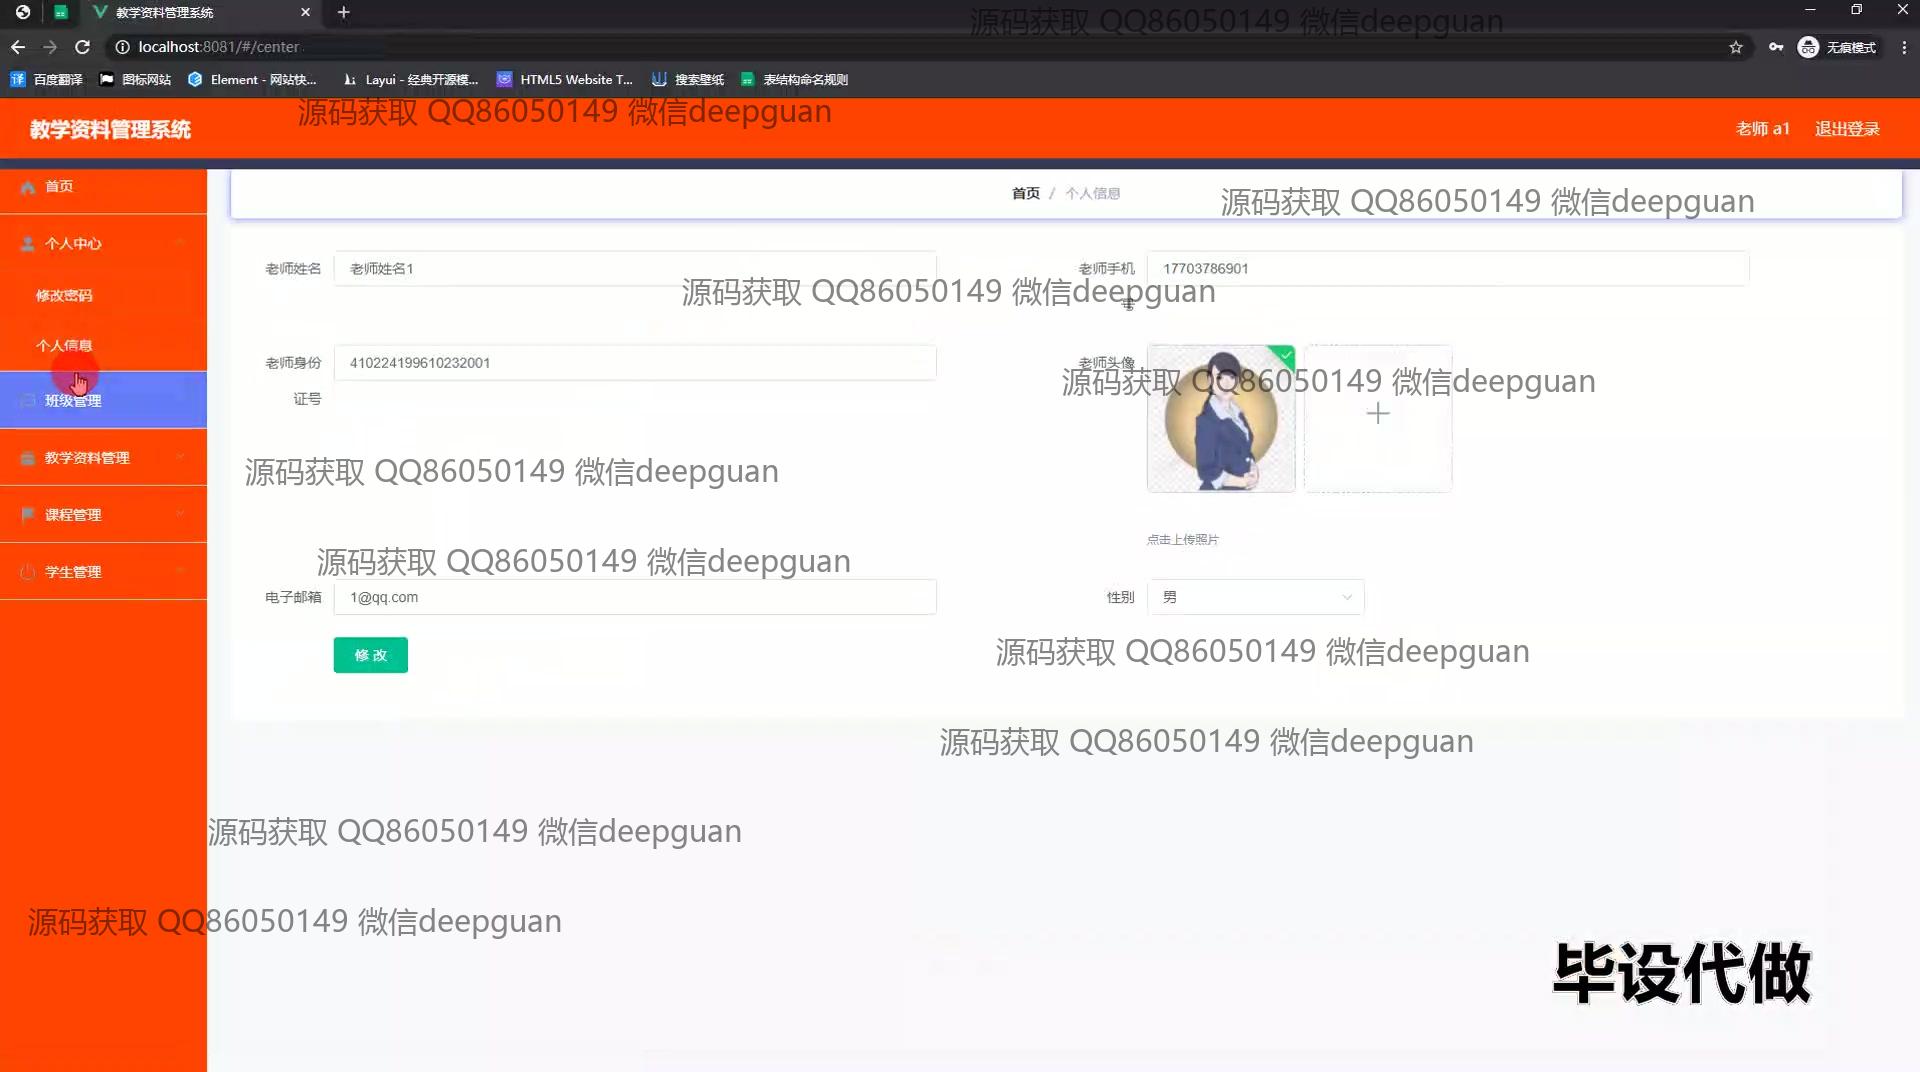 教学资料管理系统
localhost:8081/#/center
无痕模式
源码获取 QQ86050149 微信deepguan
百度翻译
图标网站
Element - 网站快...
Layui - 经典开源模...
HTML5 Website T...
搜索壁纸
表结构命名规则
源码获取 QQ86050149 微信deepguan
教学资料管理系统
老师 a1
退出登录
首页
首页 / 个人信息
源码获取 QQ86050149 微信deepguan
个人中心
老师姓名 老师姓名1
老师手机 17703786901
源码获取 QQ86050149 微信deepguan
修改密码
个人信息
老师身份证号 410224199610232001
老师头像
源码获取 QQ86050149 微信deepguan
班级管理
教学资料管理
源码获取 QQ86050149 微信deepguan
课程管理
点击上传照片
源码获取 QQ86050149 微信deepguan
学生管理
电子邮箱 1@qq.com
性别 男
修 改
源码获取 QQ86050149 微信deepguan
源码获取 QQ86050149 微信deepguan
源码获取 QQ86050149 微信deepguan
源码获取 QQ86050149 微信deepguan
毕设代做